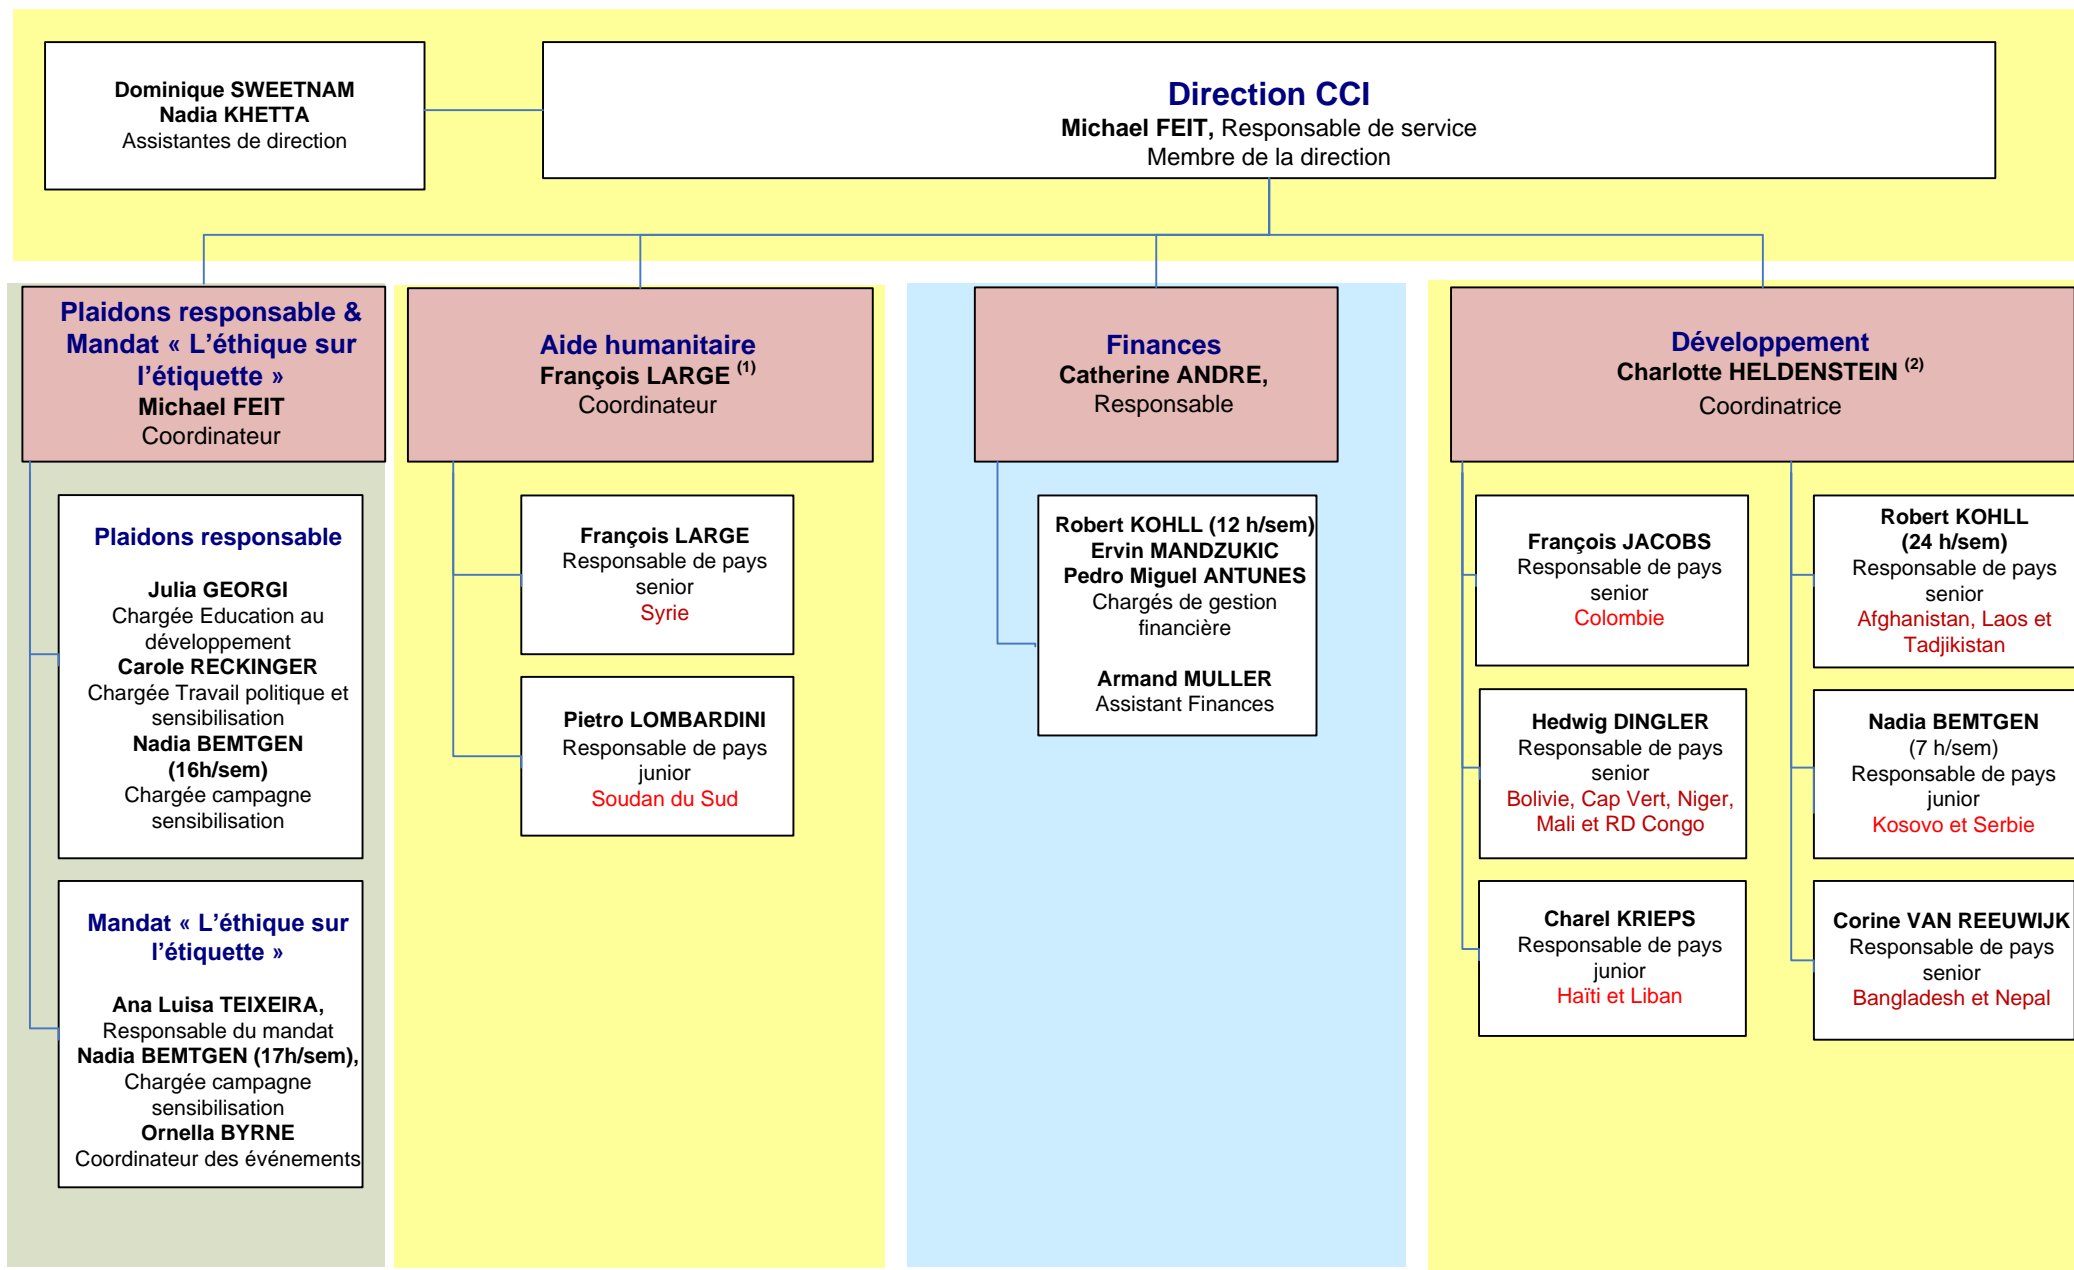 Dominique SWEETNAM
Nadia KHETTA
Assistantes de direction
Direction CCI
Michael FEIT, Responsable de service
Membre de la direction
Plaidons responsable &
Mandat « L’éthique sur
l’étiquette »
Michael FEIT
Coordinateur
Aide humanitaire
François LARGE (1)
Coordinateur
Finances
Catherine ANDRE,
Responsable
Développement
Charlotte HELDENSTEIN (2)
Coordinatrice
Plaidons responsable
Julia GEORGI
Chargée Education au
développement
Carole RECKINGER
Chargée Travail politique et
sensibilisation
Nadia BEMTGEN
(16h/sem)
Chargée campagne
sensibilisation
Mandat « L’éthique sur
l’étiquette »
Ana Luisa TEIXEIRA,
Responsable du mandat
Nadia BEMTGEN (17h/sem),
Chargée campagne
sensibilisation
Ornella BYRNE
Coordinateur des événements
François LARGE
Responsable de pays
senior
Syrie
Pietro LOMBARDINI
Responsable de pays
junior
Soudan du Sud
Robert KOHLL (12 h/sem)
Ervin MANDZUKIC
Pedro Miguel ANTUNES
Chargés de gestion
financière
Armand MULLER
Assistant Finances
François JACOBS
Responsable de pays
senior
Colombie
Hedwig DINGLER
Responsable de pays
senior
Bolivie, Cap Vert, Niger,
Mali et RD Congo
Charel KRIEPS
Responsable de pays
junior
Haïti et Liban
Robert KOHLL
(24 h/sem)
Responsable de pays
senior
Afghanistan, Laos et
Tadjikistan
Nadia BEMTGEN
(7 h/sem)
Responsable de pays
junior
Kosovo et Serbie
Corine VAN REEUWIJK
Responsable de pays
senior
Bangladesh et Nepal